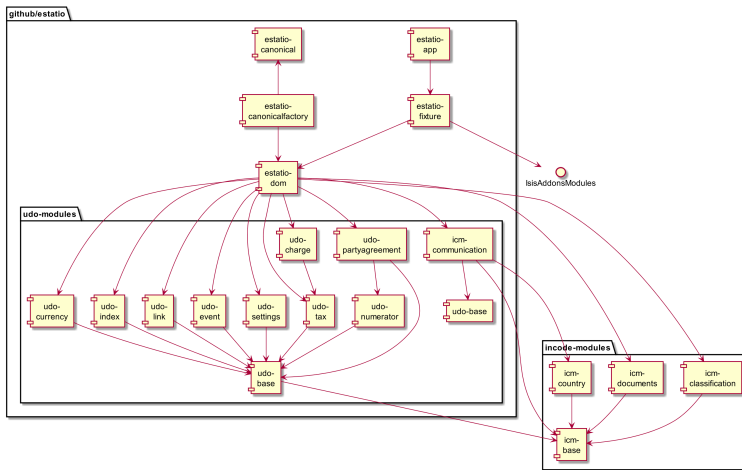 github/estatio
estatio-
canonical
estatio-
app
estatio-
canonicalfactory
estatio-
fixture
estatio-
dom
IsisAddonsModules
udo-modules
udo-
charge
udo-
partyagreement
icm-
communication
udo-
currency
udo-
index
udo-
link
udo-
event
udo-
settings
udo-
tax
udo-
numerator
udo-base
udo-
base
incode-modules
icm-
country
icm-
documents
icm-
classification
icm-
base